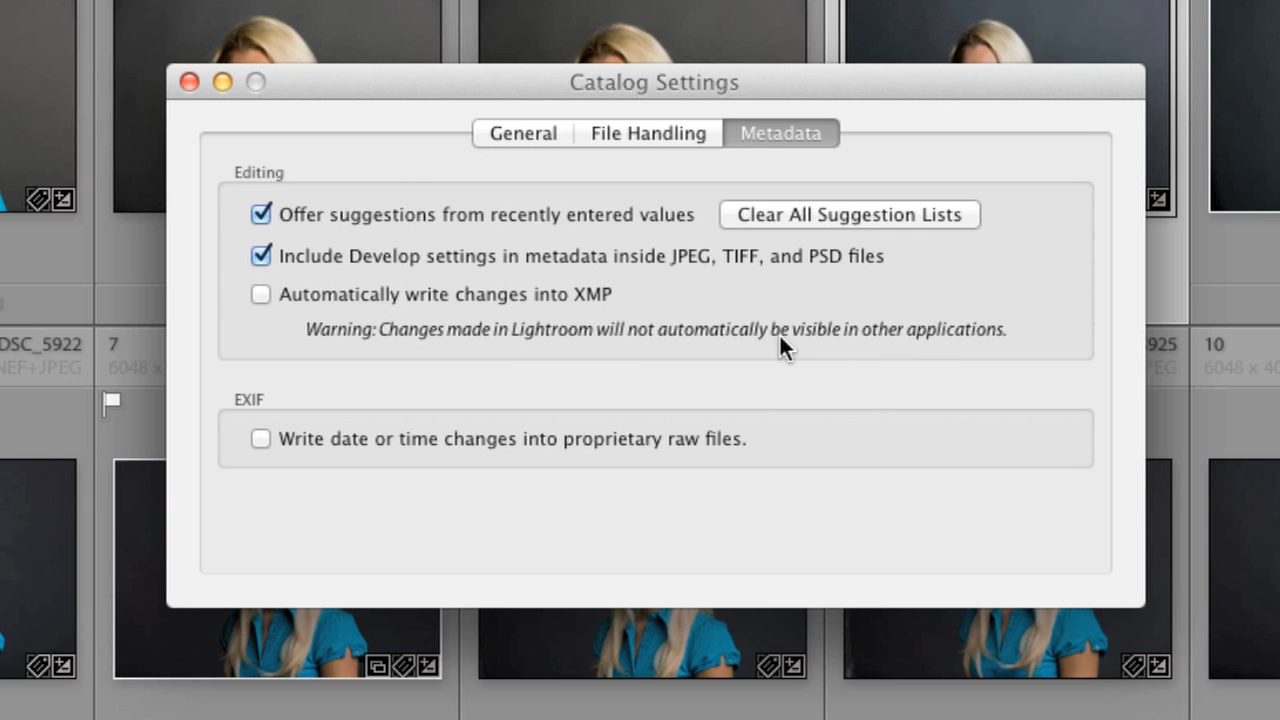 Catalog Settings
General File Handling Metadata
Editing
Offer suggestions from recently entered values Clear All Suggestion Lists
Include Develop settings in metadata inside JPEG, TIFF, and PSD files
Automatically write changes into XMP
Warning: Changes made in Lightroom will not automatically be visible in other applications.
DSC_5922 7 925 10
NEF+JPEG 6048 x
EXIF
Write date or time changes into proprietary raw files.